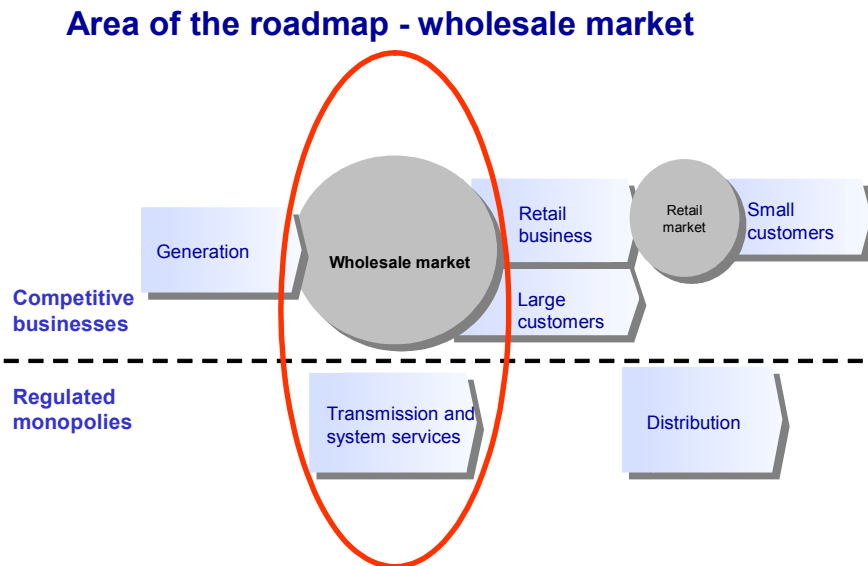 Area of the roadmap - wholesale market
Generation
Wholesale market
Retail
business
Large
customers
Retail
market
Small
customers
Competitive
businesses
Regulated
monopolies
Transmission and
system services
Distribution